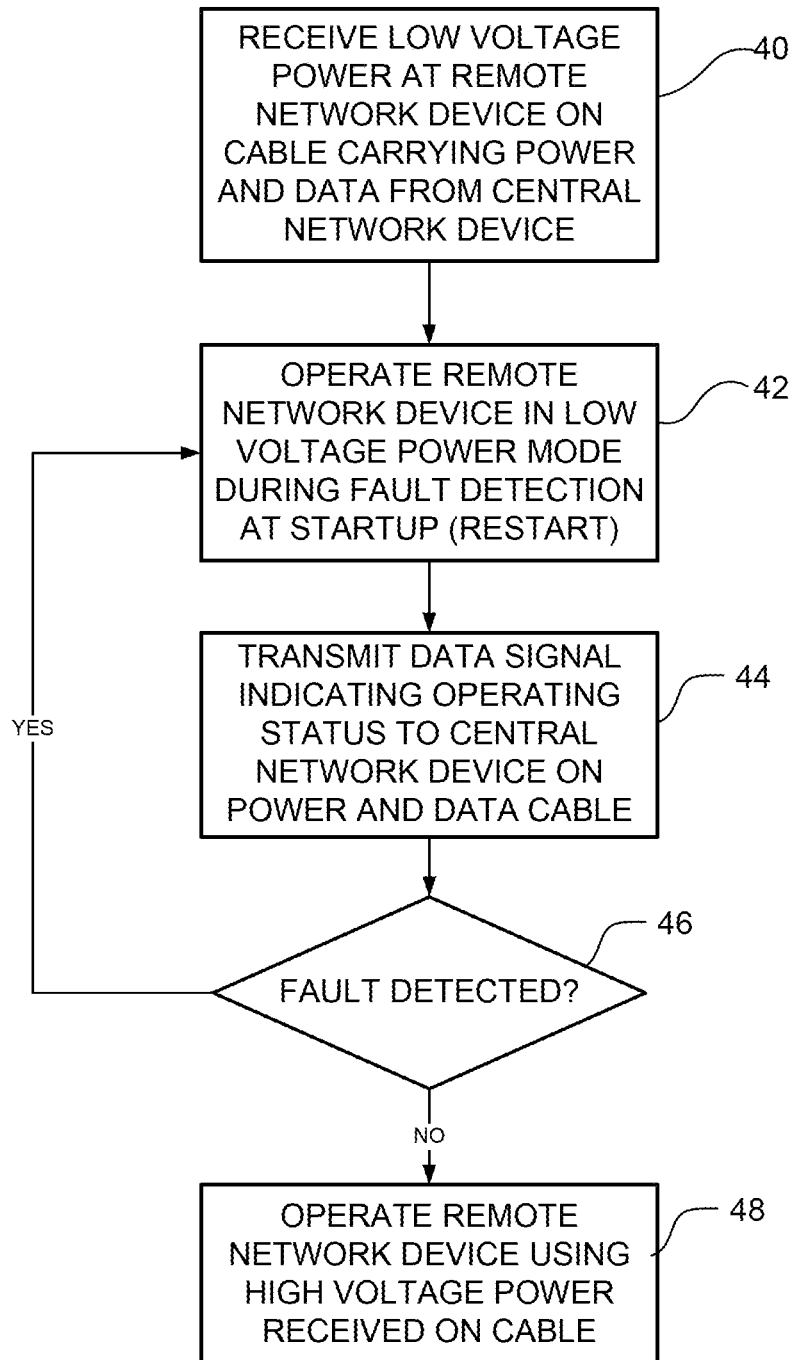 RECEIVE LOW VOLTAGE
POWER AT REMOTE
NETWORK DEVICE ON
CABLE CARRYING POWER
AND DATA FROM CENTRAL
NETWORK DEVICE
40
OPERATE REMOTE
NETWORK DEVICE IN LOW
VOLTAGE POWER MODE
DURING FAULT DETECTION
AT STARTUP (RESTART)
42
TRANSMIT DATA SIGNAL
INDICATING OPERATING
STATUS TO CENTRAL
NETWORK DEVICE ON
POWER AND DATA CABLE
44
YES
46
FAULT DETECTED?
NO
OPERATE REMOTE
NETWORK DEVICE USING
HIGH VOLTAGE POWER
RECEIVED ON CABLE
48